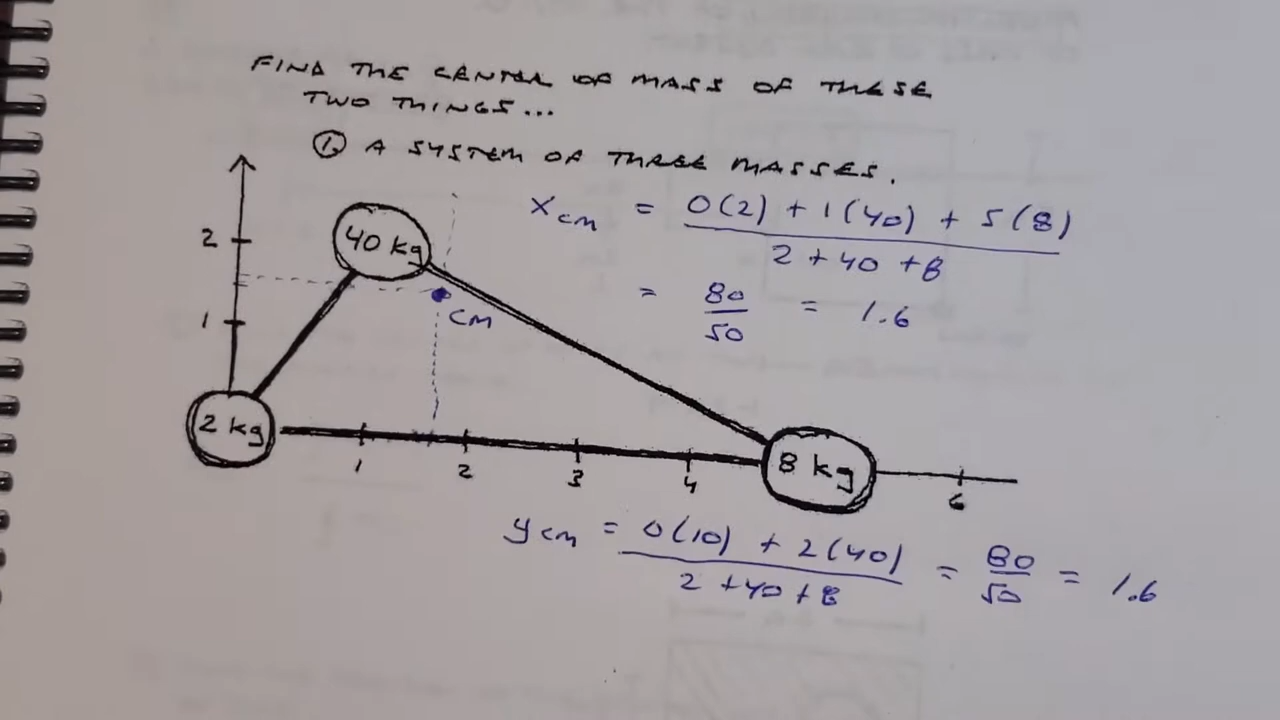 FIND THE CENTER OF MASS OF THESE
TWO THINGS...
① A SYSTEM OF THREE MASSES.
x cm = 0(2) + 1(40) + 5(8)
2 + 40 + 8
= 80
50
= 1.6
2
1
40 kg
cm
2 kg
8 kg
1
2
3
4
6
y cm = 0(10) + 2(40)
2 + 40 + 8
= 80
50
= 1.6